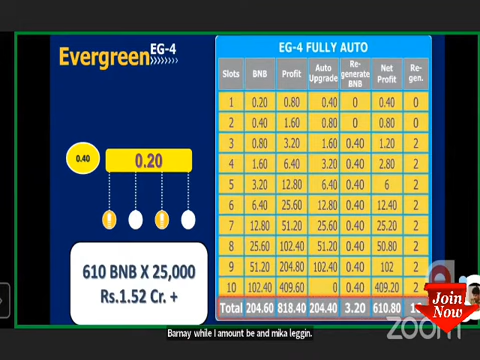 Evergreen EG-4
EG-4 FULLY AUTO
Slots BNB Profit Auto Upgrade Re-generate BNB Net Profit Re-gen.
1 0.20 0.80 0.40 0 0.40 0
2 0.40 1.60 0.80 0 0.80 0
3 0.80 3.20 1.60 0.40 1.20 2
4 1.60 6.40 3.20 0.40 2.80 2
5 3.20 12.80 6.40 0.40 6 2
6 6.40 25.60 12.80 0.40 12.40 2
7 12.80 51.20 25.60 0.40 25.20 2
8 25.60 102.40 51.20 0.40 50.80 2
9 51.20 204.80 102.40 0.40 102 2
10 102.40 409.60 0 0.40 409.20 2
Total 204.60 818.40 204.40 3.20 610.80
0.40
0.20
610 BNB X 25,000
Rs.1.52 Cr. +
Join
Now
zoom
Barnay while I amount be and mika leggin.